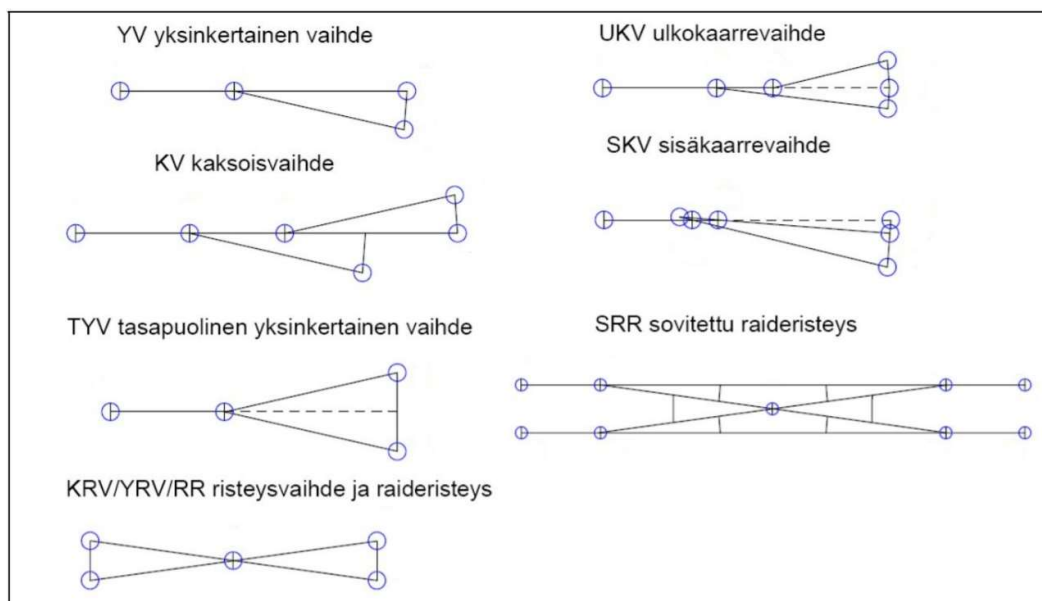 YV yksinkertainen vaihde
UKV ulkokaarrevaihde
KV kaksoisvaihde
SKV sisäkaarrevaihde
TYV tasapuolinen yksinkertainen vaihde
SRR sovitettu raideristeys
KRV/YRV/RR risteysvaihde ja raideristeys